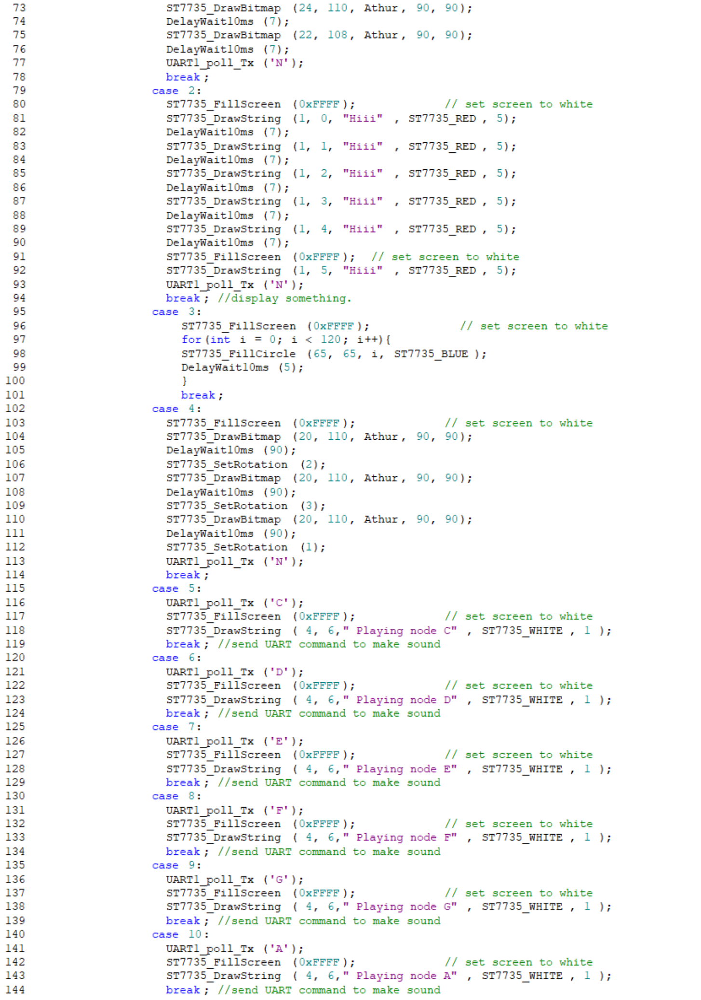 73 ST7735_DrawBitmap (24, 110, Athur, 90, 90);
74 DelayWait10ms (7);
75 ST7735_DrawBitmap (22, 108, Athur, 90, 90);
76 DelayWait10ms (7);
77 UART1_poll_Tx ('N');
78 break;
79 case 2:
80 ST7735_FillScreen (0xFFFF); // set screen to white
81 ST7735_DrawString (1, 0, "Hiii" , ST7735_RED , 5);
82 DelayWait10ms (7);
83 ST7735_DrawString (1, 1, "Hiii" , ST7735_RED , 5);
84 DelayWait10ms (7);
85 ST7735_DrawString (1, 2, "Hiii" , ST7735_RED , 5);
86 DelayWait10ms (7);
87 ST7735_DrawString (1, 3, "Hiii" , ST7735_RED , 5);
88 DelayWait10ms (7);
89 ST7735_DrawString (1, 4, "Hiii" , ST7735_RED , 5);
90 DelayWait10ms (7);
91 ST7735_FillScreen (0xFFFF); // set screen to white
92 ST7735_DrawString (1, 5, "Hiii" , ST7735_RED , 5);
93 UART1_poll_Tx ('N');
94 break; //display something.
95 case 3:
96 ST7735_FillScreen (0xFFFF); // set screen to white
97 for(int i = 0; i < 120; i++){
98 ST7735_FillCircle (65, 65, i, ST7735_BLUE );
99 DelayWait10ms (5);
100 }
101 break;
102 case 4:
103 ST7735_FillScreen (0xFFFF); // set screen to white
104 ST7735_DrawBitmap (20, 110, Athur, 90, 90);
105 DelayWait10ms (90);
106 ST7735_SetRotation (2);
107 ST7735_DrawBitmap (20, 110, Athur, 90, 90);
108 DelayWait10ms (90);
109 ST7735_SetRotation (3);
110 ST7735_DrawBitmap (20, 110, Athur, 90, 90);
111 DelayWait10ms (90);
112 ST7735_SetRotation (1);
113 UART1_poll_Tx ('N');
114 break;
115 case 5:
116 UART1_poll_Tx ('C');
117 ST7735_FillScreen (0xFFFF); // set screen to white
118 ST7735_DrawString ( 4, 6," Playing node C" , ST7735_WHITE , 1 );
119 break; //send UART command to make sound
120 case 6:
121 UART1_poll_Tx ('D');
122 ST7735_FillScreen (0xFFFF); // set screen to white
123 ST7735_DrawString ( 4, 6," Playing node D" , ST7735_WHITE , 1 );
124 break; //send UART command to make sound
125 case 7:
126 UART1_poll_Tx ('E');
127 ST7735_FillScreen (0xFFFF); // set screen to white
128 ST7735_DrawString ( 4, 6," Playing node E" , ST7735_WHITE , 1 );
129 break; //send UART command to make sound
130 case 8:
131 UART1_poll_Tx ('F');
132 ST7735_FillScreen (0xFFFF); // set screen to white
133 ST7735_DrawString ( 4, 6," Playing node F" , ST7735_WHITE , 1 );
134 break; //send UART command to make sound
135 case 9:
136 UART1_poll_Tx ('G');
137 ST7735_FillScreen (0xFFFF); // set screen to white
138 ST7735_DrawString ( 4, 6," Playing node G" , ST7735_WHITE , 1 );
139 break; //send UART command to make sound
140 case 10:
141 UART1_poll_Tx ('A');
142 ST7735_FillScreen (0xFFFF); // set screen to white
143 ST7735_DrawString ( 4, 6," Playing node A" , ST7735_WHITE , 1 );
144 break; //send UART command to make sound